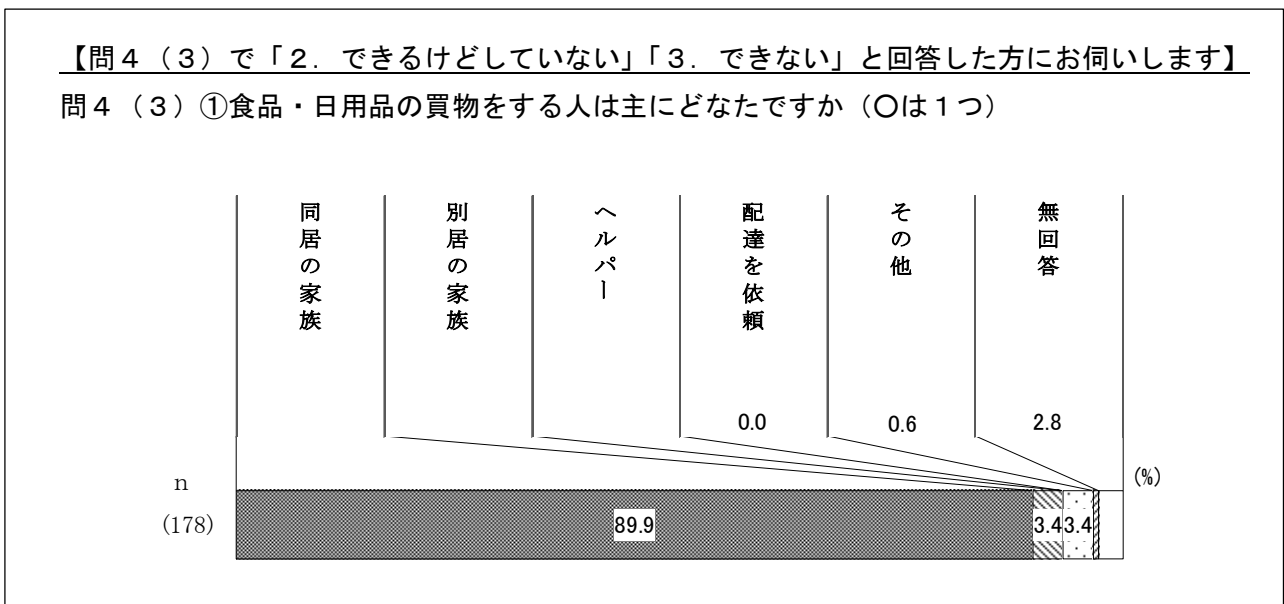 【問４（３）で「２．できるけどしていない」「３．できない」と回答した方にお伺いします】
問４（３）①食品・日用品の買物をする人は主にどなたですか（〇は１つ）
同居の家族
別居の家族
ヘルパー
配達を依頼
その他
無回答
0.0
0.6
2.8
(%)
n
(178)
89.9
3.4
3.4